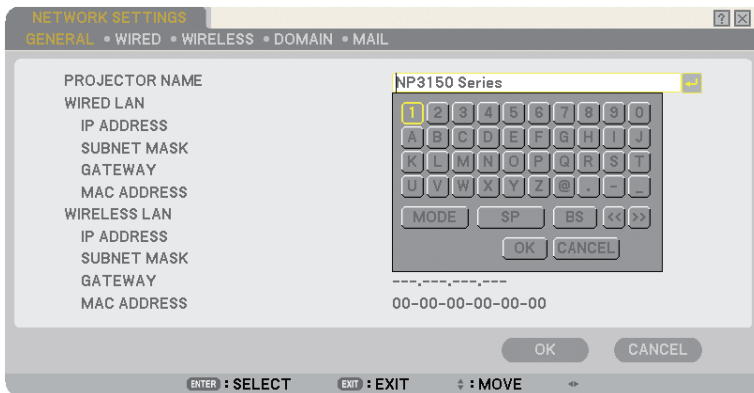 NETWORK SETTINGS
? ×
GENERAL • WIRED • WIRELESS • DOMAIN • MAIL
PROJECTOR NAME NP3150 Series
WIRED LAN
IP ADDRESS
SUBNET MASK
GATEWAY
MAC ADDRESS
WIRELESS LAN
IP ADDRESS
SUBNET MASK
GATEWAY ---.---.---.---
MAC ADDRESS 00-00-00-00-00-00
1 2 3 4 5 6 7 8 9 0
A B C D E F G H I J
K L M N O P Q R S T
U V W X Y Z @ . - _
MODE SP BS << >>
OK CANCEL
OK CANCEL
ENTER : SELECT EXIT : EXIT : MOVE